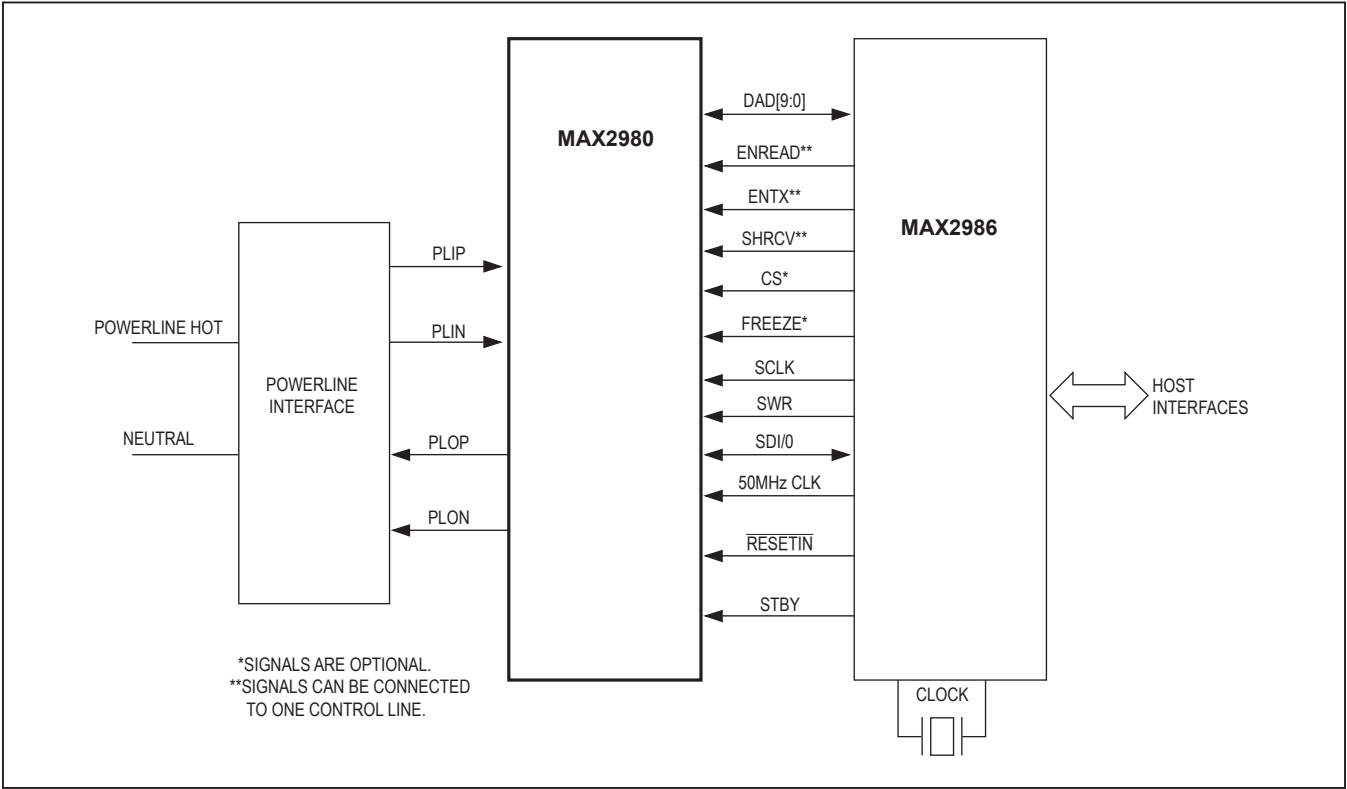 MAX2980
MAX2986
DAD[9:0]
ENREAD**
ENTX**
SHRCV**
CS*
FREEZE*
SCLK
SWR
SDI/0
50MHz CLK
RESETIN
STBY
PLIP
PLIN
PLOP
PLON
POWERLINE HOT
NEUTRAL
POWERLINE
INTERFACE
HOST
INTERFACES
CLOCK
*SIGNALS ARE OPTIONAL.
**SIGNALS CAN BE CONNECTED
TO ONE CONTROL LINE.